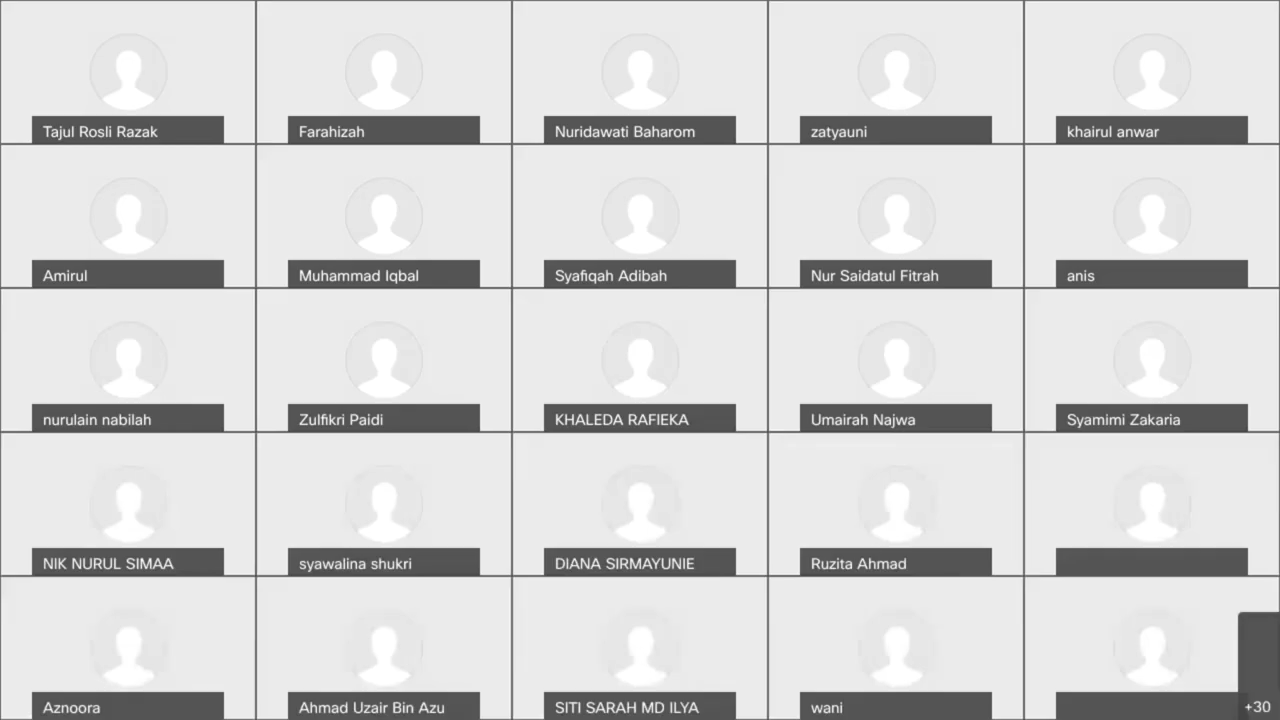 Tajul Rosli Razak
Farahizah
Nuridawati Baharom
zatyauni
khairul anwar
Amirul
Muhammad Iqbal
Syafiqah Adibah
Nur Saidatul Fitrah
anis
nurulain nabilah
Zulfikri Paidi
KHALEDA RAFIEKA
Umairah Najwa
Syamimi Zakaria
NIK NURUL SIMAA
syawalina shukri
DIANA SIRMAYUNIE
Ruzita Ahmad
Aznoora
Ahmad Uzair Bin Azu
SITI SARAH MD ILYA
wani
+30